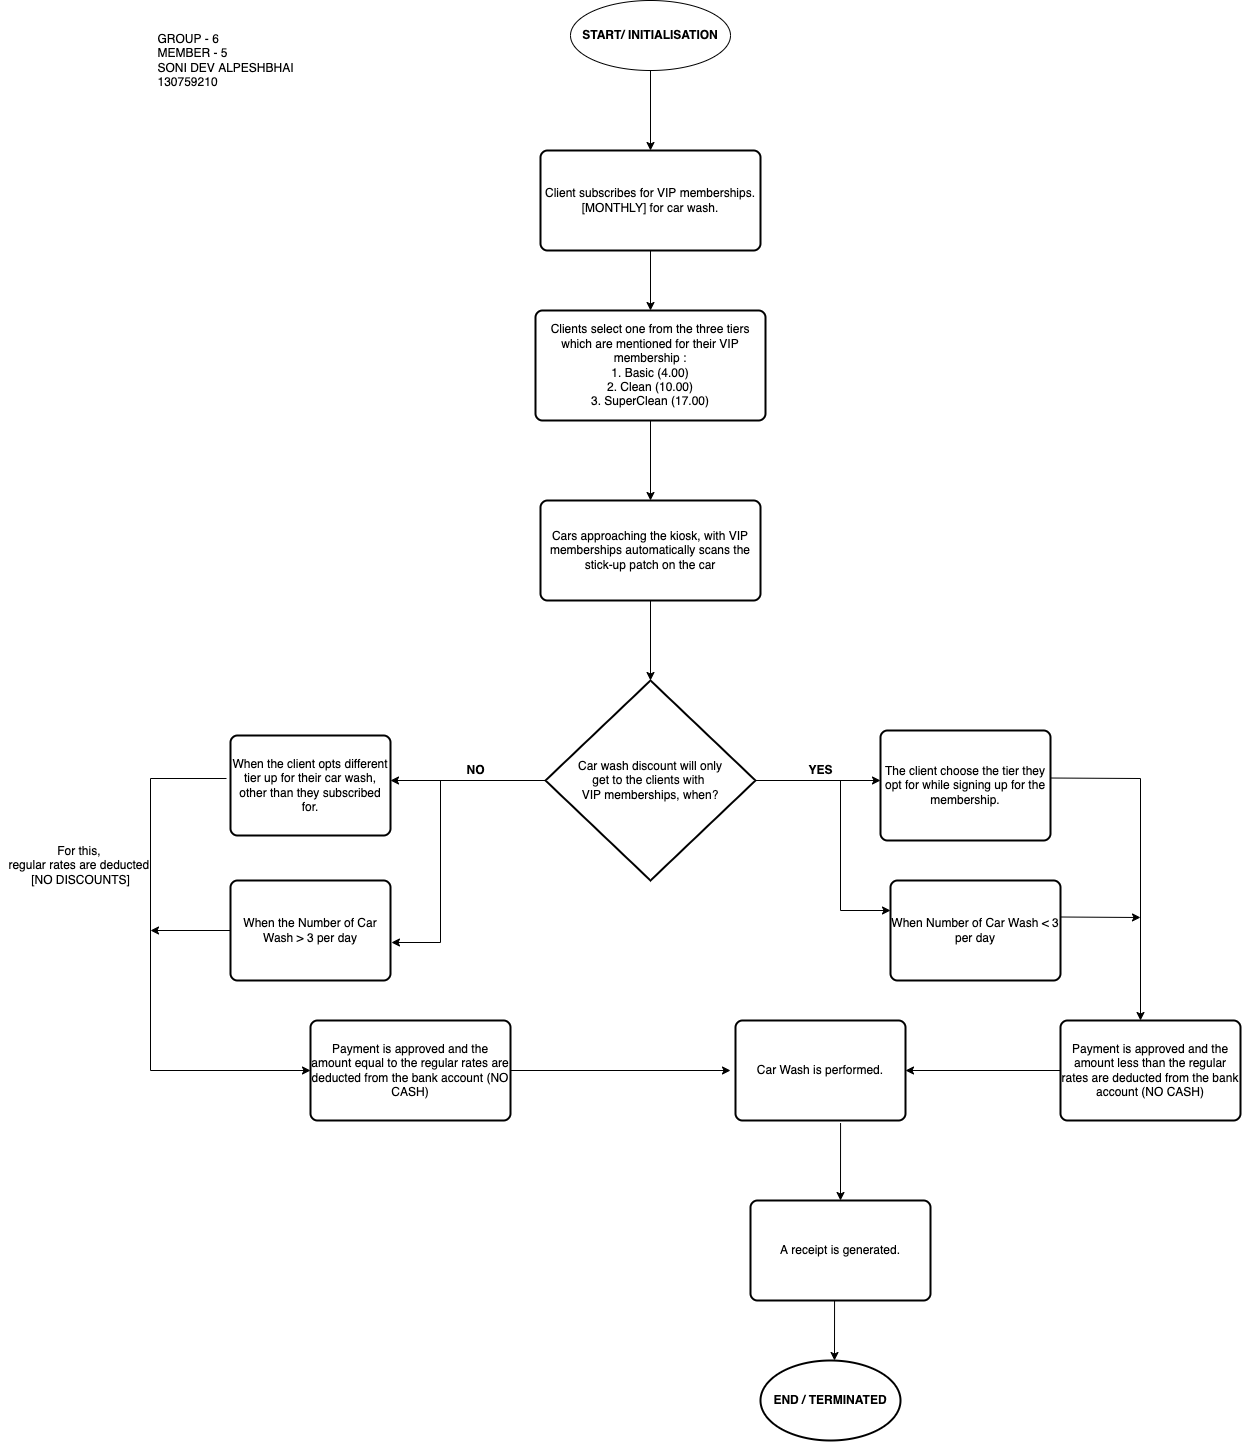 START/ INITIALISATION
GROUP - 6
MEMBER - 5
SONI DEV ALPESHBHAI
130759210
Client subscribes for VIP memberships.
[MONTHLY] for car wash.
Clients select one from the three tiers
which are mentioned for their VIP
membership :
1. Basic (4.00)
2. Clean (10.00)
3. SuperClean (17.00)
Cars approaching the kiosk, with VIP
memberships automatically scans the
stick-up patch on the car
Car wash discount will only
get to the clients with
VIP memberships, when?
NO
YES
When the client opts different
tier up for their car wash,
other than they subscribed
for.
The client choose the tier they
opt for while signing up for the
membership.
For this,
regular rates are deducted
[NO DISCOUNTS]
When the Number of Car
Wash > 3 per day
When Number of Car Wash < 3
per day
Payment is approved and the
amount equal to the regular rates are
deducted from the bank account (NO
CASH)
Car Wash is performed.
Payment is approved and the
amount less than the regular
rates are deducted from the bank
account (NO CASH)
A receipt is generated.
END / TERMINATED